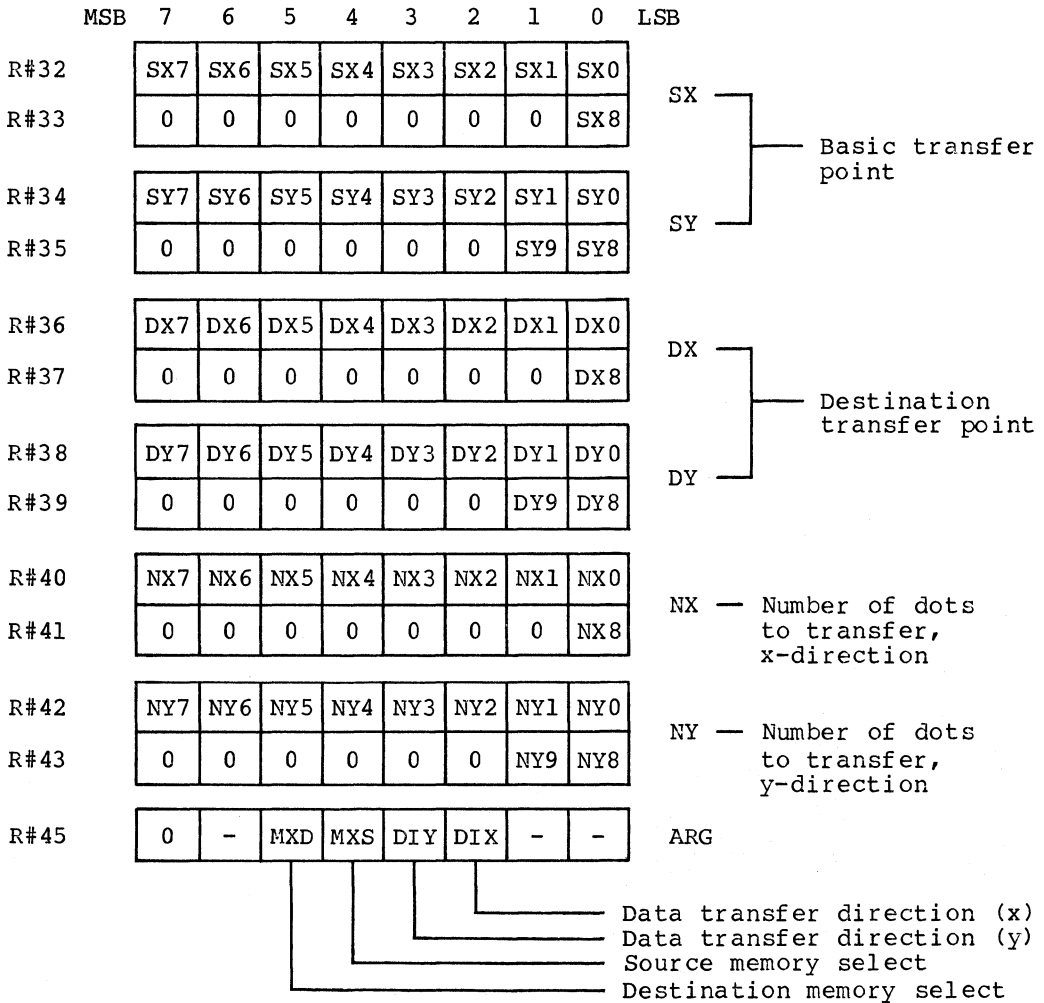 MSB 7 6 5 4 3 2 1 0 LSB
R#32 SX7 SX6 SX5 SX4 SX3 SX2 SX1 SX0
SX
R#33 0 0 0 0 0 0 0 SX8
Basic transfer
point
R#34 SY7 SY6 SY5 SY4 SY3 SY2 SY1 SY0
SY
R#35 0 0 0 0 0 0 SY9 SY8
R#36 DX7 DX6 DX5 DX4 DX3 DX2 DX1 DX0
DX
R#37 0 0 0 0 0 0 0 DX8
Destination
transfer point
R#38 DY7 DY6 DY5 DY4 DY3 DY2 DY1 DY0
DY
R#39 0 0 0 0 0 0 DY9 DY8
R#40 NX7 NX6 NX5 NX4 NX3 NX2 NX1 NX0
NX — Number of dots
R#41 0 0 0 0 0 0 0 NX8
to transfer,
x-direction
R#42 NY7 NY6 NY5 NY4 NY3 NY2 NY1 NY0
NY — Number of dots
R#43 0 0 0 0 0 0 NY9 NY8
to transfer,
y-direction
R#45 0 - MXD MXS DIY DIX - - ARG
Data transfer direction (x)
Data transfer direction (y)
Source memory select
Destination memory select